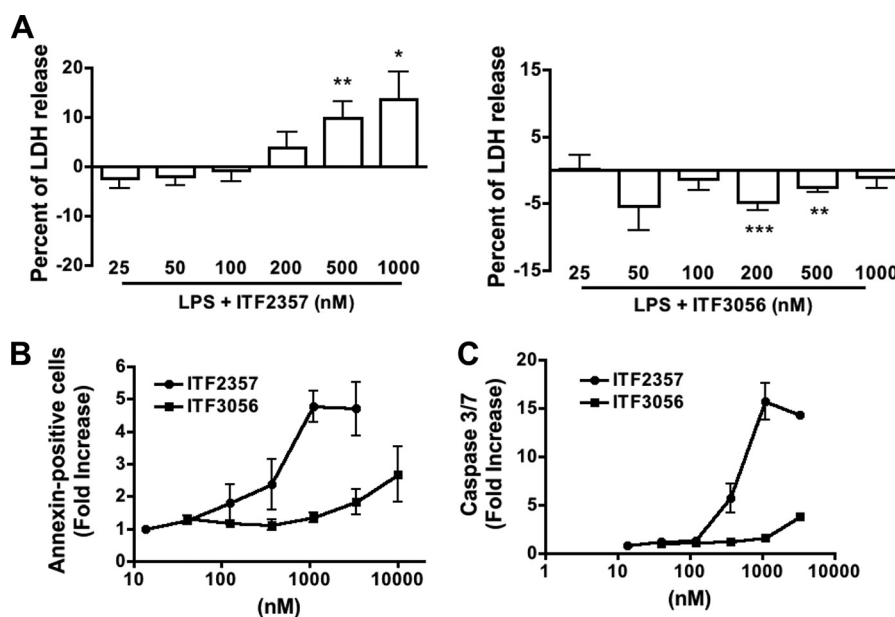 A
Percent of LDH release
20
10
0
-10
-20
**
*
25 50 100 200 500 1000
LPS + ITF2357 (nM)
Percent of LDH release
15
5
-5
-15
***
**
25 50 100 200 500 1000
LPS + ITF3056 (nM)
B
Annexin-positive cells
(Fold Increase)
6
5
4
3
2
1
0
ITF2357
ITF3056
10 100 1000 10000
(nM)
C
Caspase 3/7
(Fold Increase)
20
15
10
5
0
ITF2357
ITF3056
1 10 100 1000 10000
(nM)